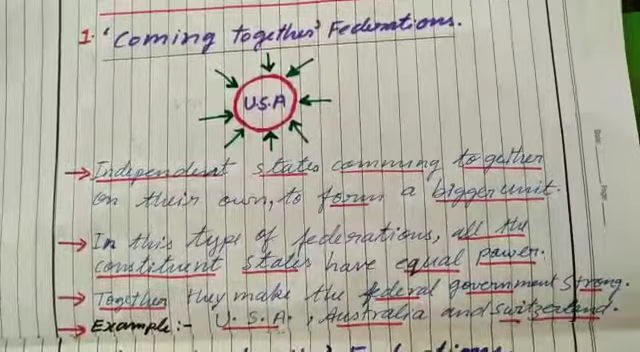 1. 'Coming together' Federations.
U.S.A
→ Independent states comming together
on their own, to form a bigger unit.
→ In this type of federations, all the
constituent states have equal power.
→ Together they make the federal government strong.
→ Example:- U.S.A., Australia and Switzerland.
Date:
Page